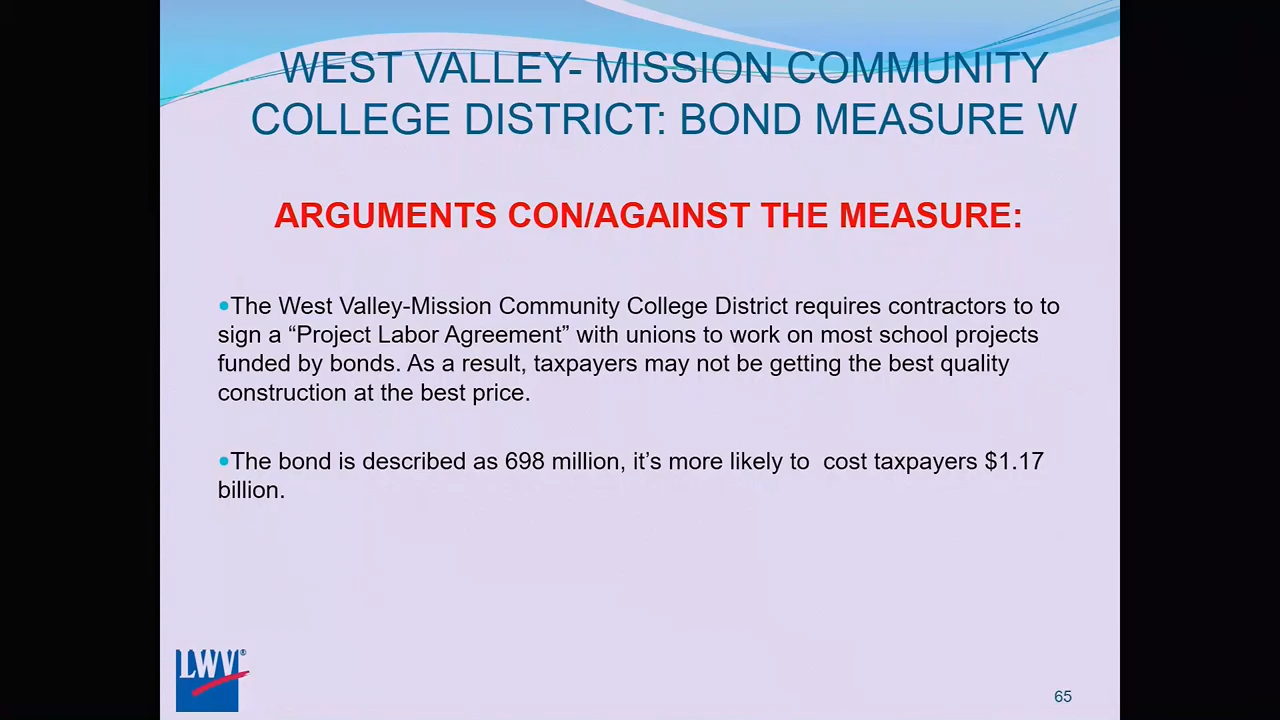 WEST VALLEY- MISSION COMMUNITY
COLLEGE DISTRICT: BOND MEASURE W
ARGUMENTS CON/AGAINST THE MEASURE:
•The West Valley-Mission Community College District requires contractors to to
sign a “Project Labor Agreement” with unions to work on most school projects
funded by bonds. As a result, taxpayers may not be getting the best quality
construction at the best price.
•The bond is described as 698 million, it’s more likely to  cost taxpayers $1.17
billion.
LWV®
65